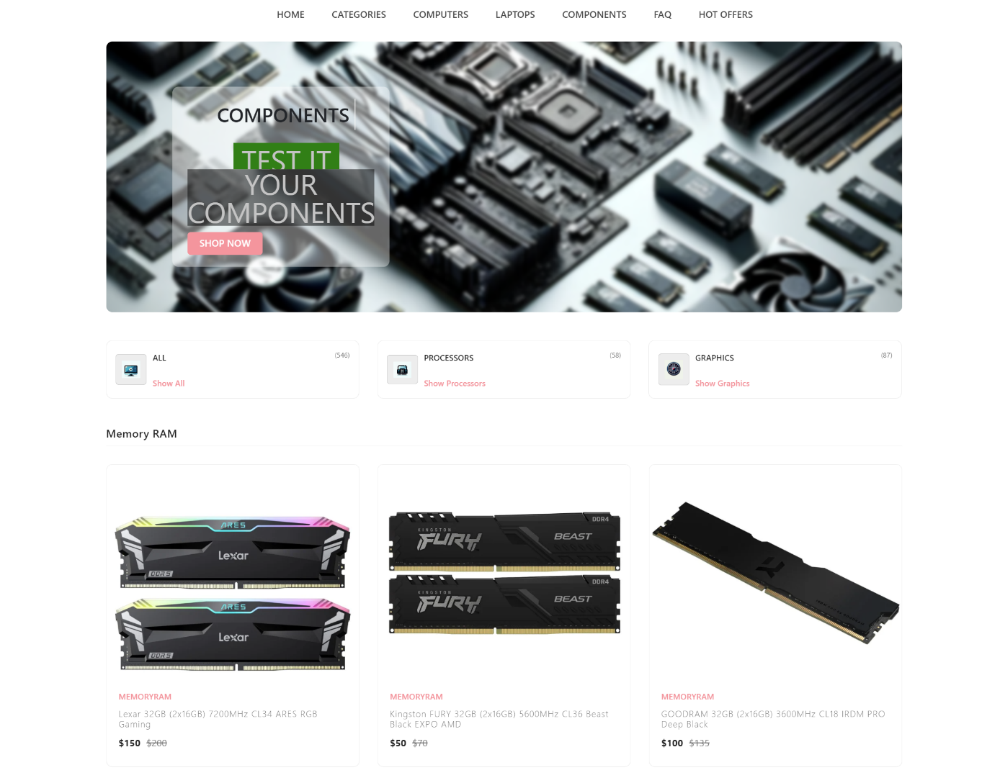 HOME CATEGORIES COMPUTERS LAPTOPS COMPONENTS FAQ HOT OFFERS
COMPONENTS
TEST IT
YOUR
COMPONENTS
SHOP NOW
ALL (546)
Show All
PROCESSORS (58)
Show Processors
GRAPHICS (87)
Show Graphics
Memory RAM
ARES
Lexar
DDR5
ARES
Lexar
DDR5
DDR4
KINGSTON
FURY BEAST
DDR4
KINGSTON
FURY BEAST
MEMORYRAM
Lexar 32GB (2x16GB) 7200MHz CL34 ARES RGB
Gaming
$150 $200
MEMORYRAM
Kingston FURY 32GB (2x16GB) 5600MHz CL36 Beast
Black EXPO AMD
$50 $70
MEMORYRAM
GOODRAM 32GB (2x16GB) 3600MHz CL18 IRDM PRO
Deep Black
$100 $135